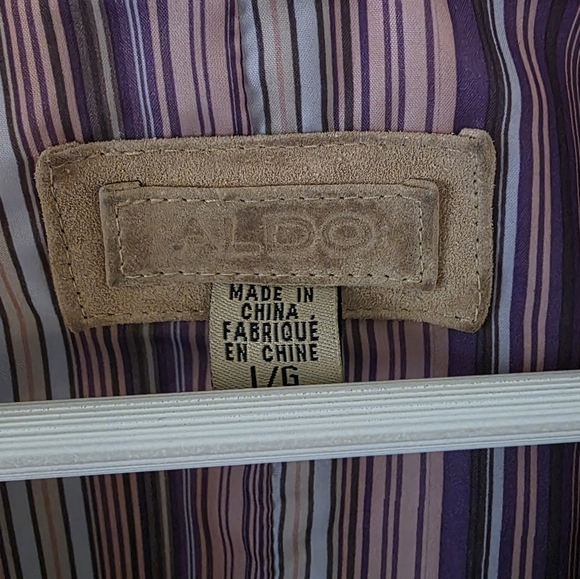 ALDO
MADE IN
CHINA
FABRIQUÉ
EN CHINE
L/G